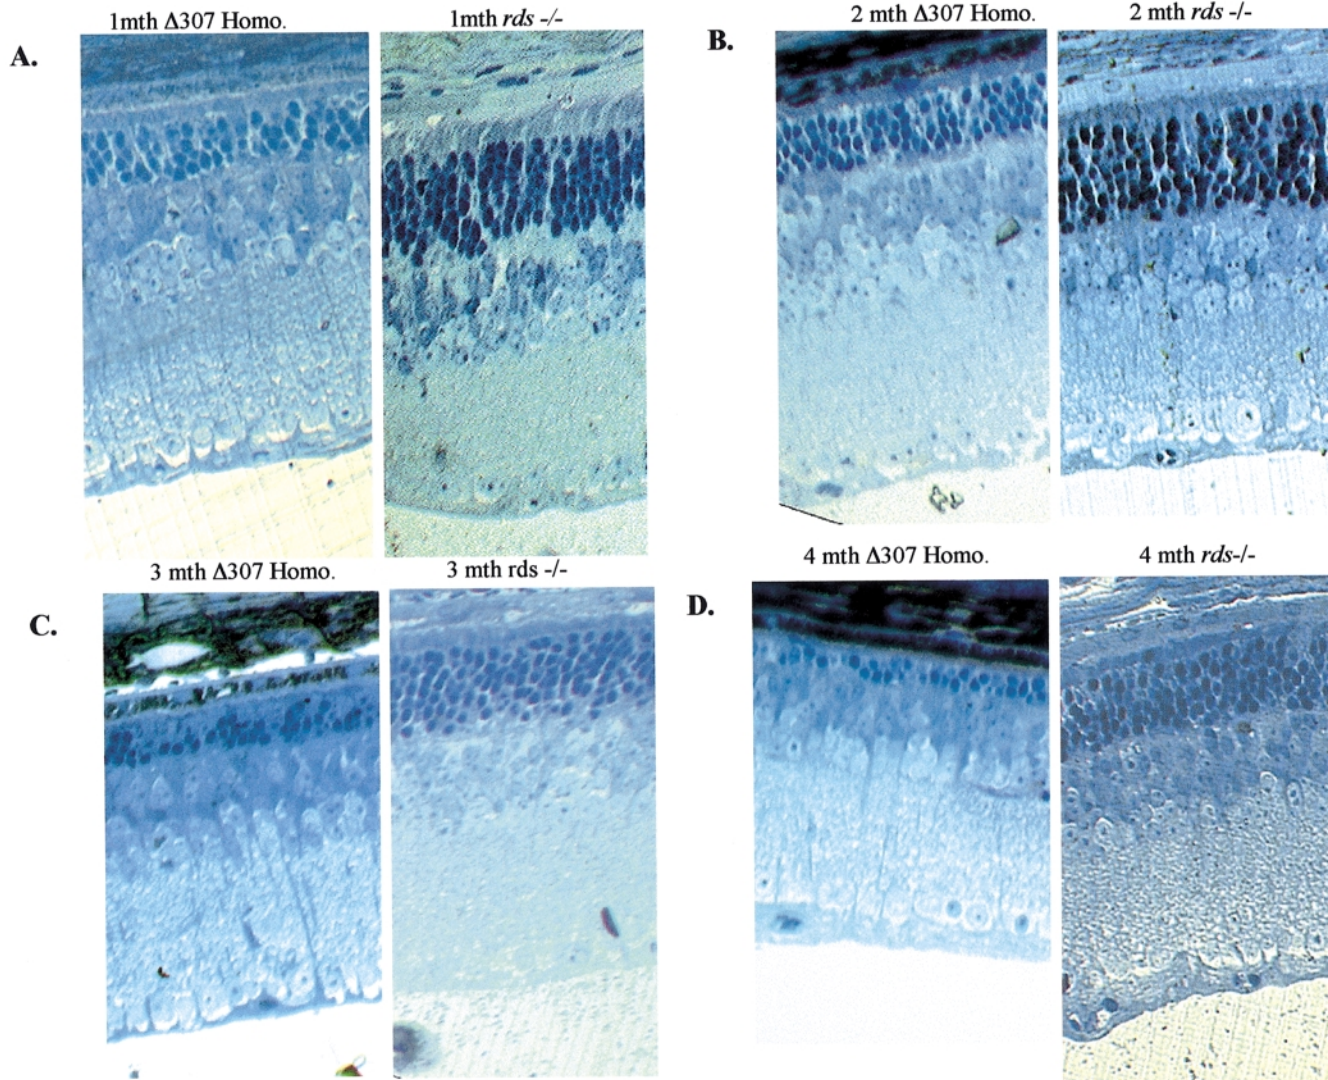 1mth Δ307 Homo.
1mth rds -/-
A.
2 mth Δ307 Homo.
2 mth rds -/-
B.
3 mth Δ307 Homo.
3 mth rds -/-
C.
4 mth Δ307 Homo.
4 mth rds-/-
D.